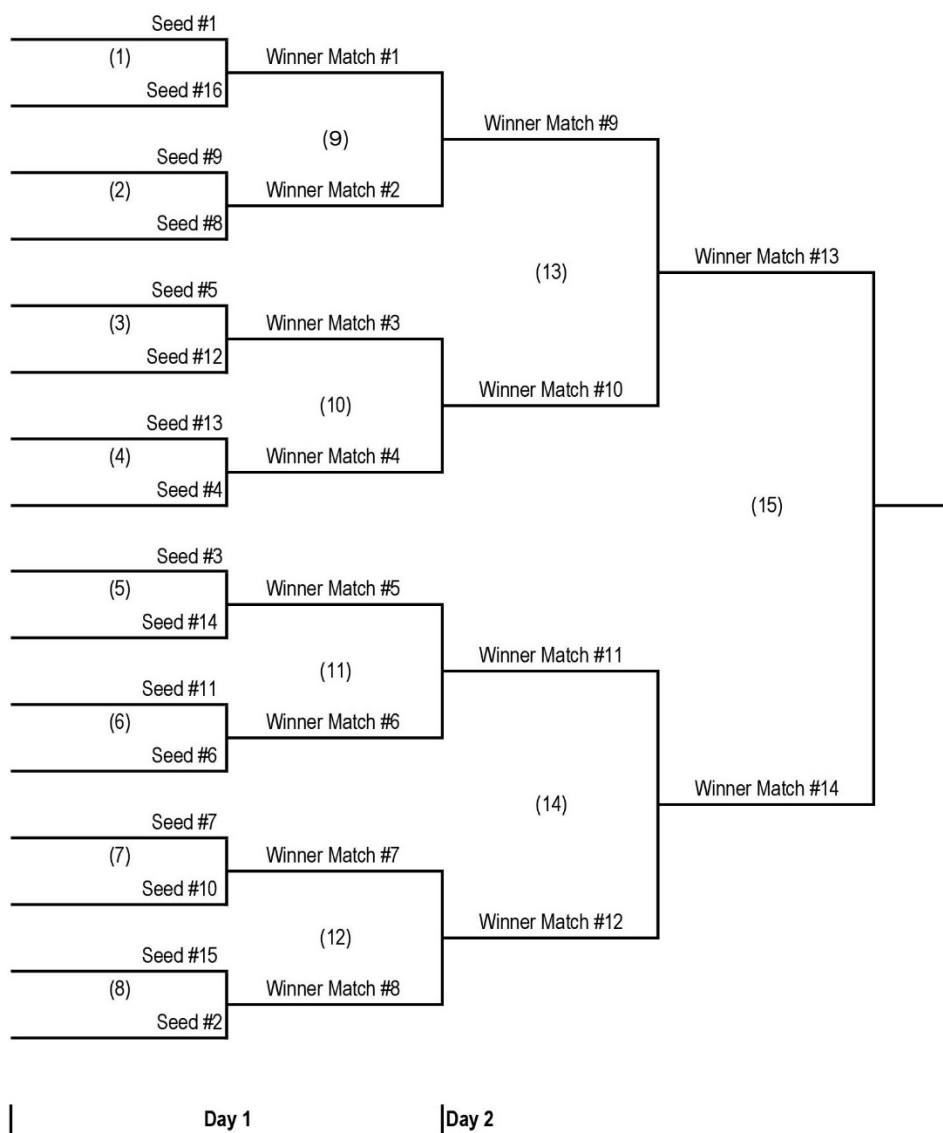 Seed #1
(1)
Seed #16
Winner Match #1
(9)
Seed #9
(2)
Seed #8
Winner Match #2
Winner Match #9
(13)
Seed #5
(3)
Seed #12
Winner Match #3
(10)
Seed #13
(4)
Seed #4
Winner Match #4
Winner Match #10
Winner Match #13
(15)
Seed #3
(5)
Seed #14
Winner Match #5
(11)
Seed #11
(6)
Seed #6
Winner Match #6
Winner Match #11
(14)
Seed #7
(7)
Seed #10
Winner Match #7
(12)
Seed #15
(8)
Seed #2
Winner Match #8
Winner Match #12
Winner Match #14
Day 1
Day 2